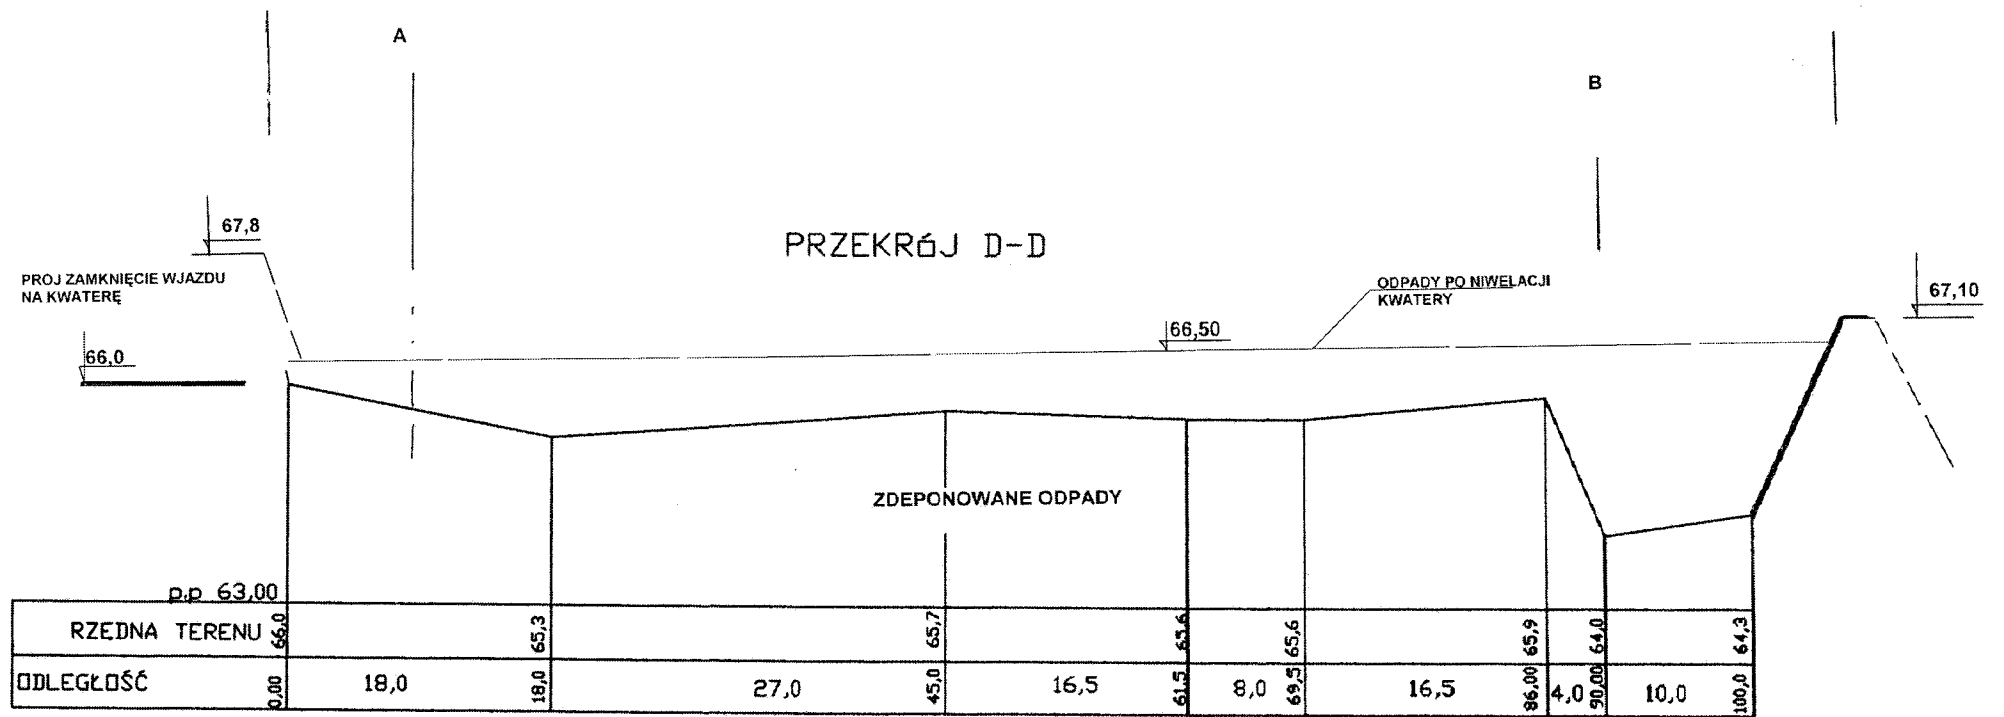 A
B
67,8
PRZEKRóJ D-D
PROJ ZAMKNIĘCIE WJAZDU
NA KWATERĘ
ODPADY PO NIWELACJI
KWATERY
67,10
66,50
66,0
ZDEPONOWANE ODPADY
p.p 63,00
RZĘDNA TERENU 66,0 65,3 65,7 65,6 65,6 65,9 64,0 64,3
ODLEGŁOŚĆ 0,00 18,0 18,0 27,0 45,0 16,5 61,5 8,0 69,5 16,5 86,00 4,0 90,00 10,0 100,0